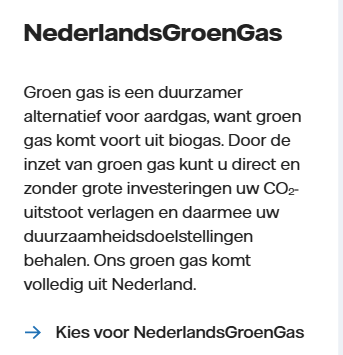 NederlandsGroenGas
Groen gas is een duurzamer
alternatief voor aardgas, want groen
gas komt voort uit biogas. Door de
inzet van groen gas kunt u direct en
zonder grote investeringen uw CO₂-
uitstoot verlagen en daarmee uw
duurzaamheidsdoelstellingen
behalen. Ons groen gas komt
volledig uit Nederland.
→ Kies voor NederlandsGroenGas